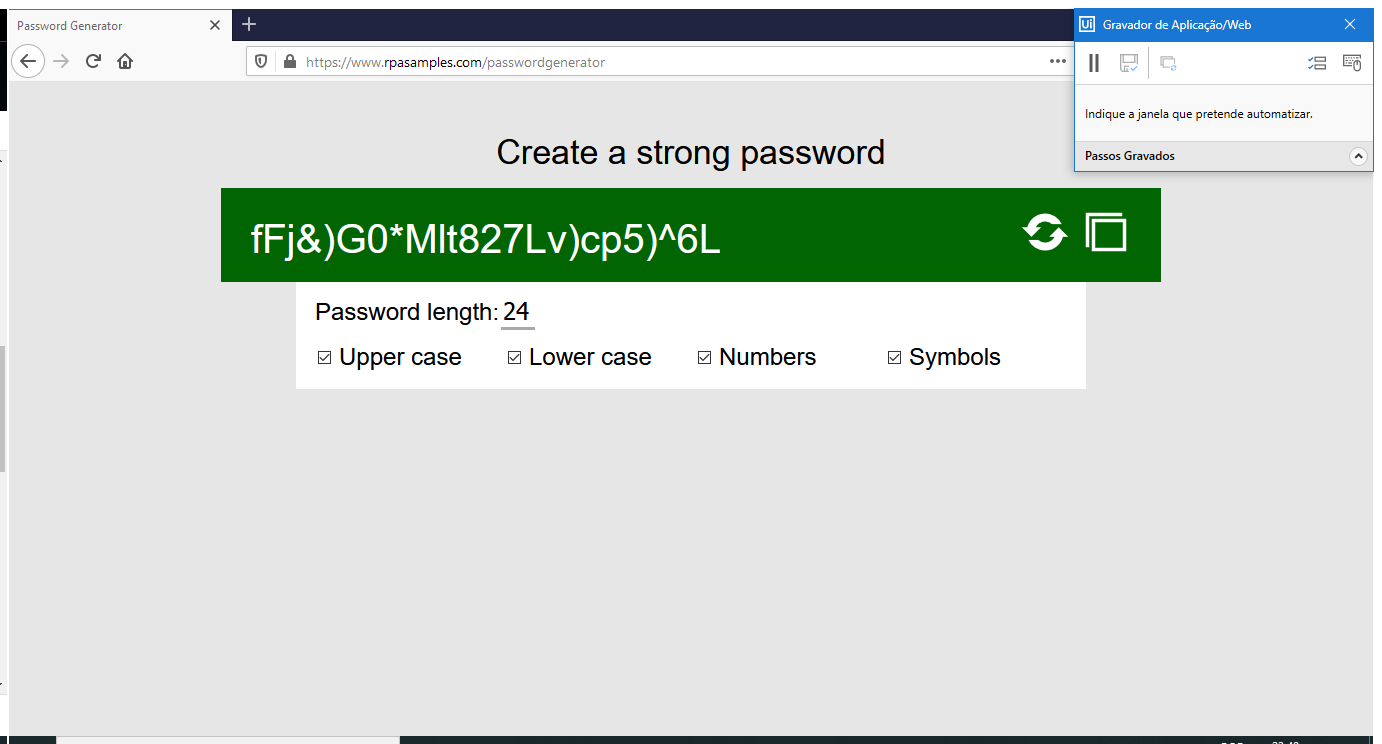 Password Generator
Ui Gravador de Aplicação/Web
https://www.rpasamples.com/passwordgenerator
Indique a janela que pretende automatizar.
Passos Gravados
Create a strong password
fFj&)G0*Mlt827Lv)cp5)^6L
Password length: 24
Upper case Lower case Numbers Symbols